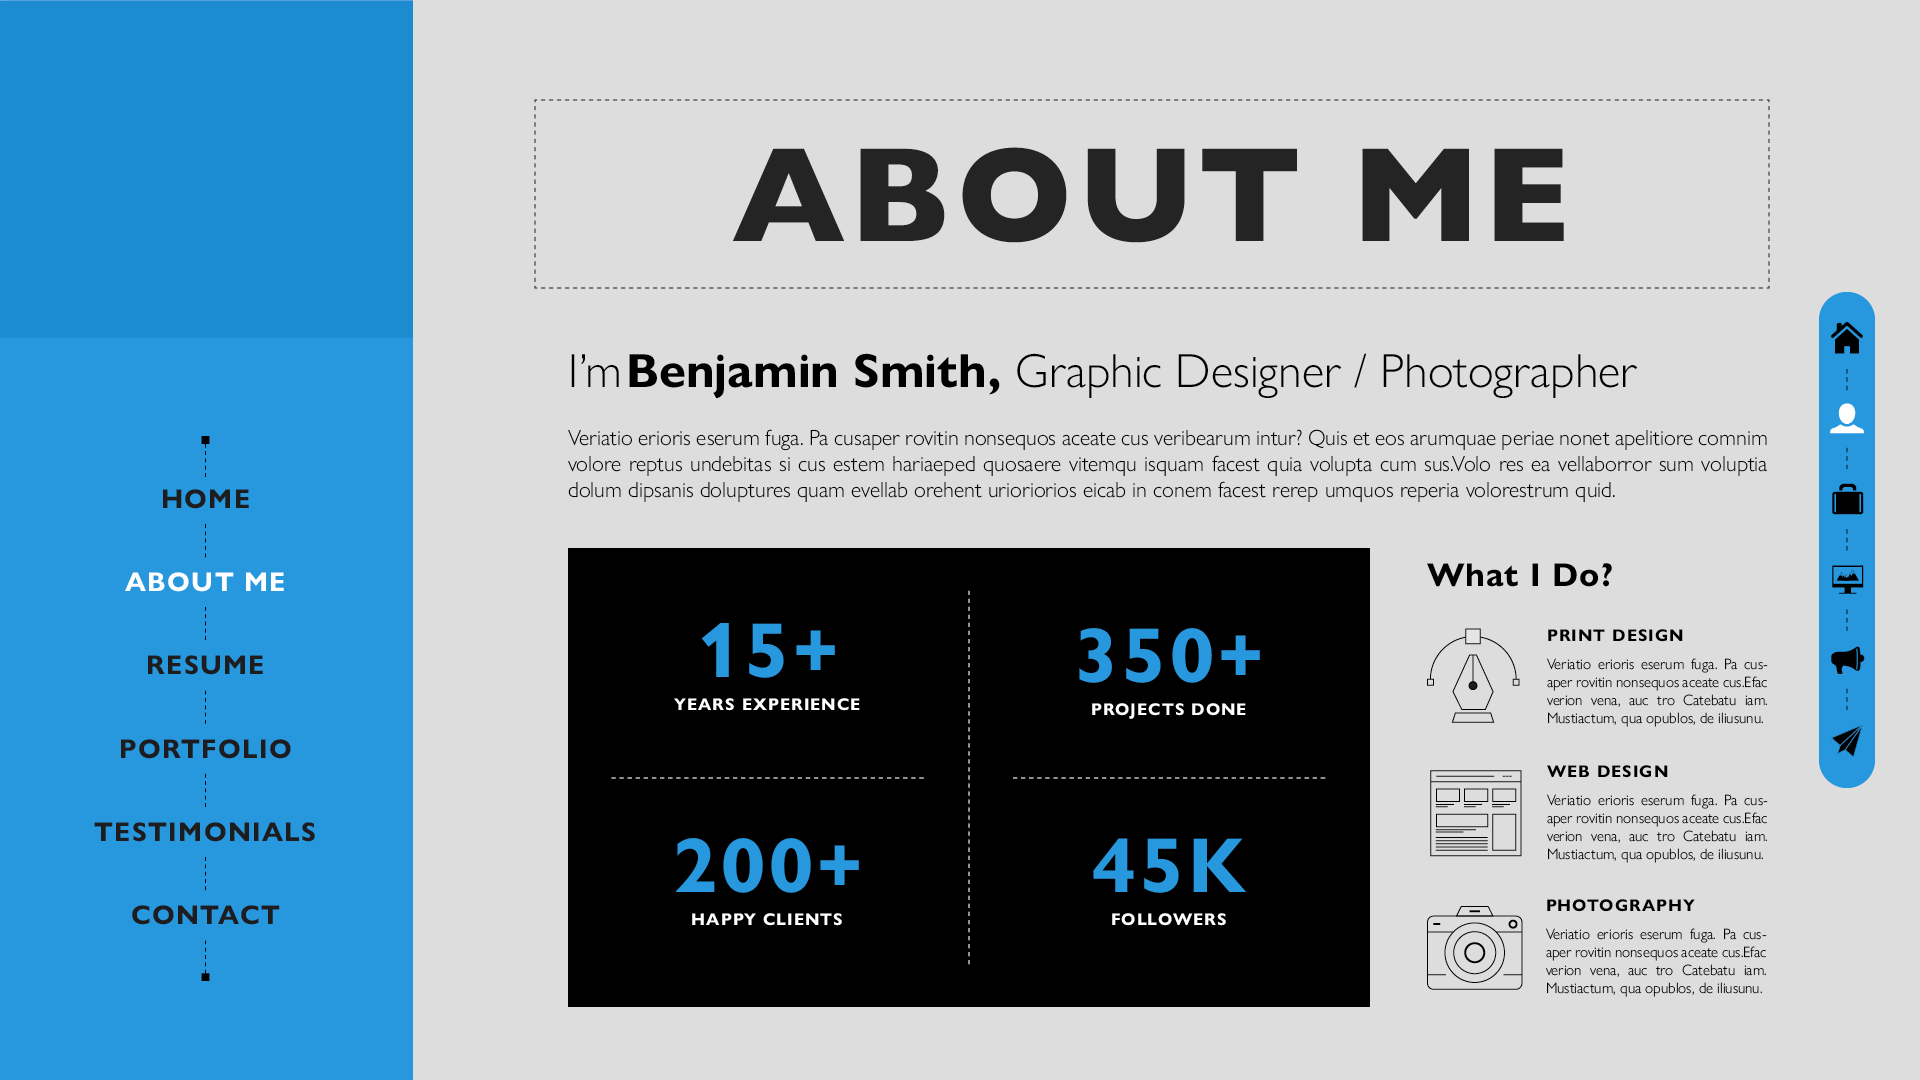 HOME
ABOUT ME
RESUME
PORTFOLIO
TESTIMONIALS
CONTACT
ABOUT ME
I'm Benjamin Smith, Graphic Designer / Photographer
Veriatio erioris eserum fuga. Pa cusaper rovitin nonsequos aceate cus veribearum intur? Quis et eos arumquae periae nonet apelitiore comnim
volore reptus undebitas si cus estem hariaeped quosaere vitemqu isquam facest quia volupta cum sus.Volo res ea vellaborror sum voluptia
dolum dipsanis doluptures quam evellab orehent urioriorios eicab in conem facest rerep umquos reperia volorestrum quid.
15+
YEARS EXPERIENCE
350+
PROJECTS DONE
200+
HAPPY CLIENTS
45K
FOLLOWERS
What I Do?
PRINT DESIGN
Veriatio erioris eserum fuga. Pa cus-
aper rovitin nonsequos aceate cus.Efac
verion vena, auc tro Catebatu iam.
Mustiactum, qua opublos, de iliusunu.
WEB DESIGN
Veriatio erioris eserum fuga. Pa cus-
aper rovitin nonsequos aceate cus.Efac
verion vena, auc tro Catebatu iam.
Mustiactum, qua opublos, de iliusunu.
PHOTOGRAPHY
Veriatio erioris eserum fuga. Pa cus-
aper rovitin nonsequos aceate cus.Efac
verion vena, auc tro Catebatu iam.
Mustiactum, qua opublos, de iliusunu.